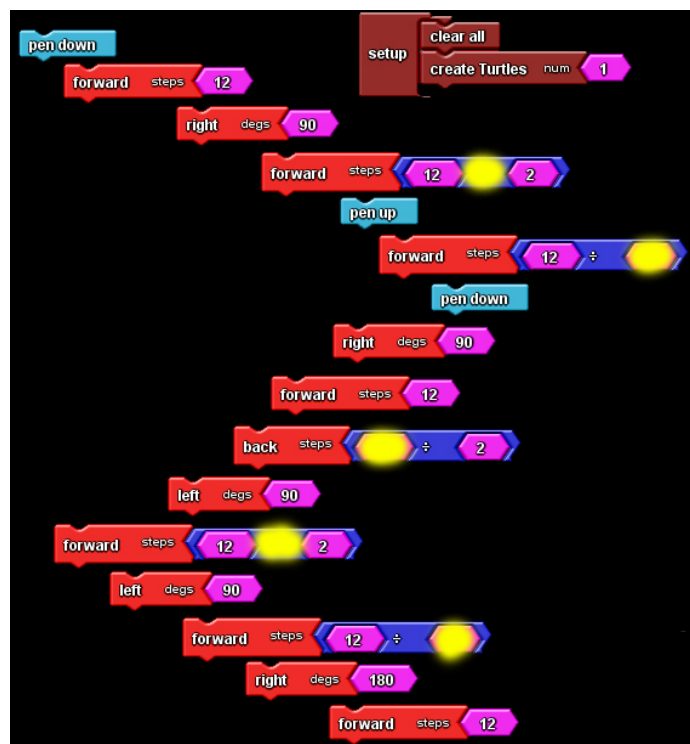 pen down
setup
clear all
create Turtles num 1
forward steps 12
right degs 90
forward steps 12 2
pen up
forward steps 12 ÷
pen down
right degs 90
forward steps 12
back steps ÷ 2
left degs 90
forward steps 12 2
left degs 90
forward steps 12 ÷
right degs 180
forward steps 12